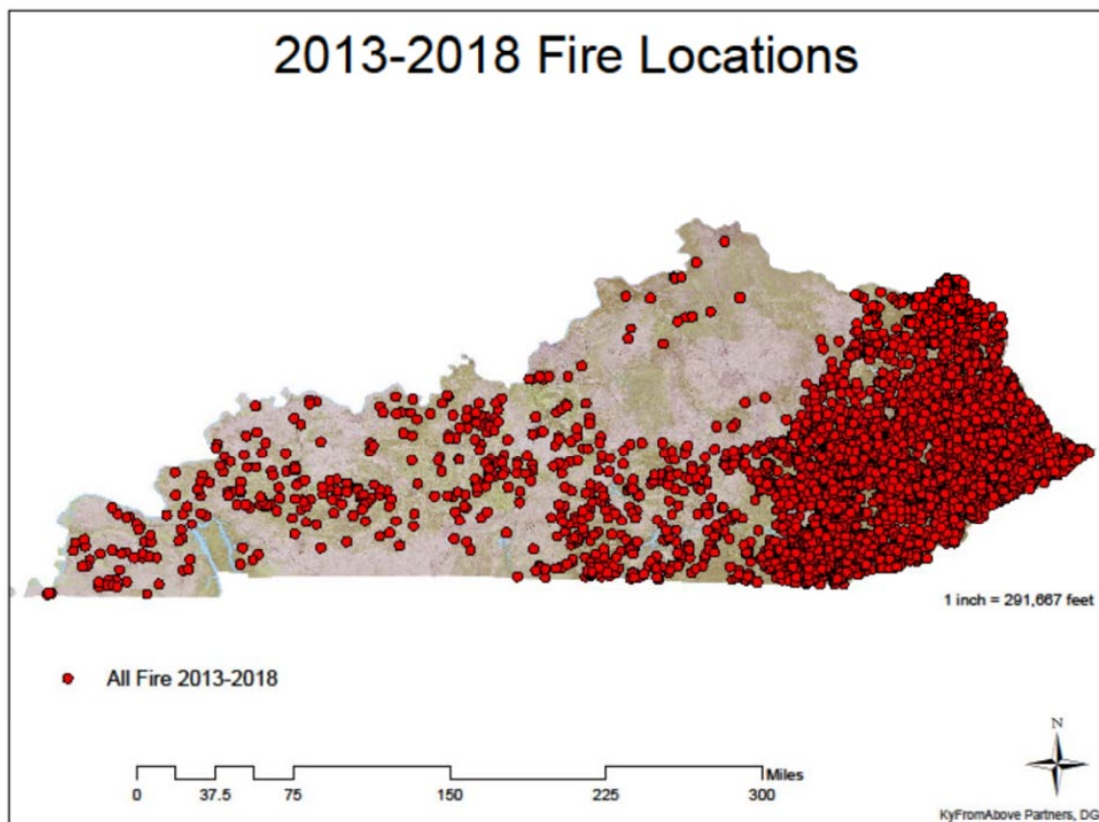 2013-2018 Fire Locations
1 inch = 291,667 feet
All Fire 2013-2018
Miles
0 37.5 75 150 225 300
N
KyFromAbove Partners, DG